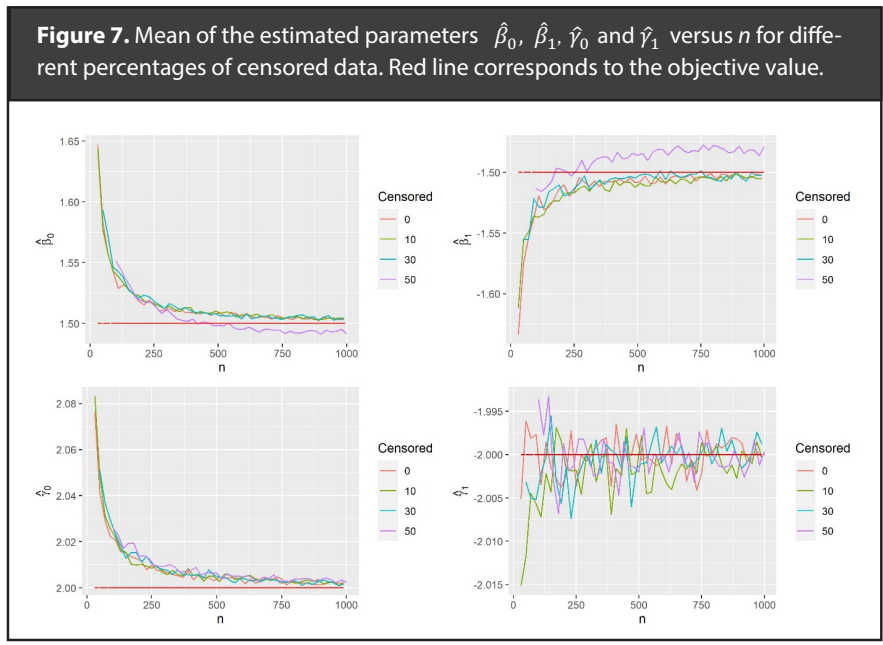 Figure 7. Mean of the estimated parameters β̂₀, β̂₁, γ̂₀ and γ̂₁ versus n for diffe-
rent percentages of censored data. Red line corresponds to the objective value.
1.65
1.60
1.55
1.50
β̂₀
0 250 500 750 1000
n
Censored
0
10
30
50
-1.50
-1.55
-1.60
β̂₁
0 250 500 750 1000
n
Censored
0
10
30
50
2.08
2.06
2.04
2.02
2.00
γ̂₀
0 250 500 750 1000
n
Censored
0
10
30
50
-1.995
-2.000
-2.005
-2.010
-2.015
γ̂₁
0 250 500 750 1000
n
Censored
0
10
30
50